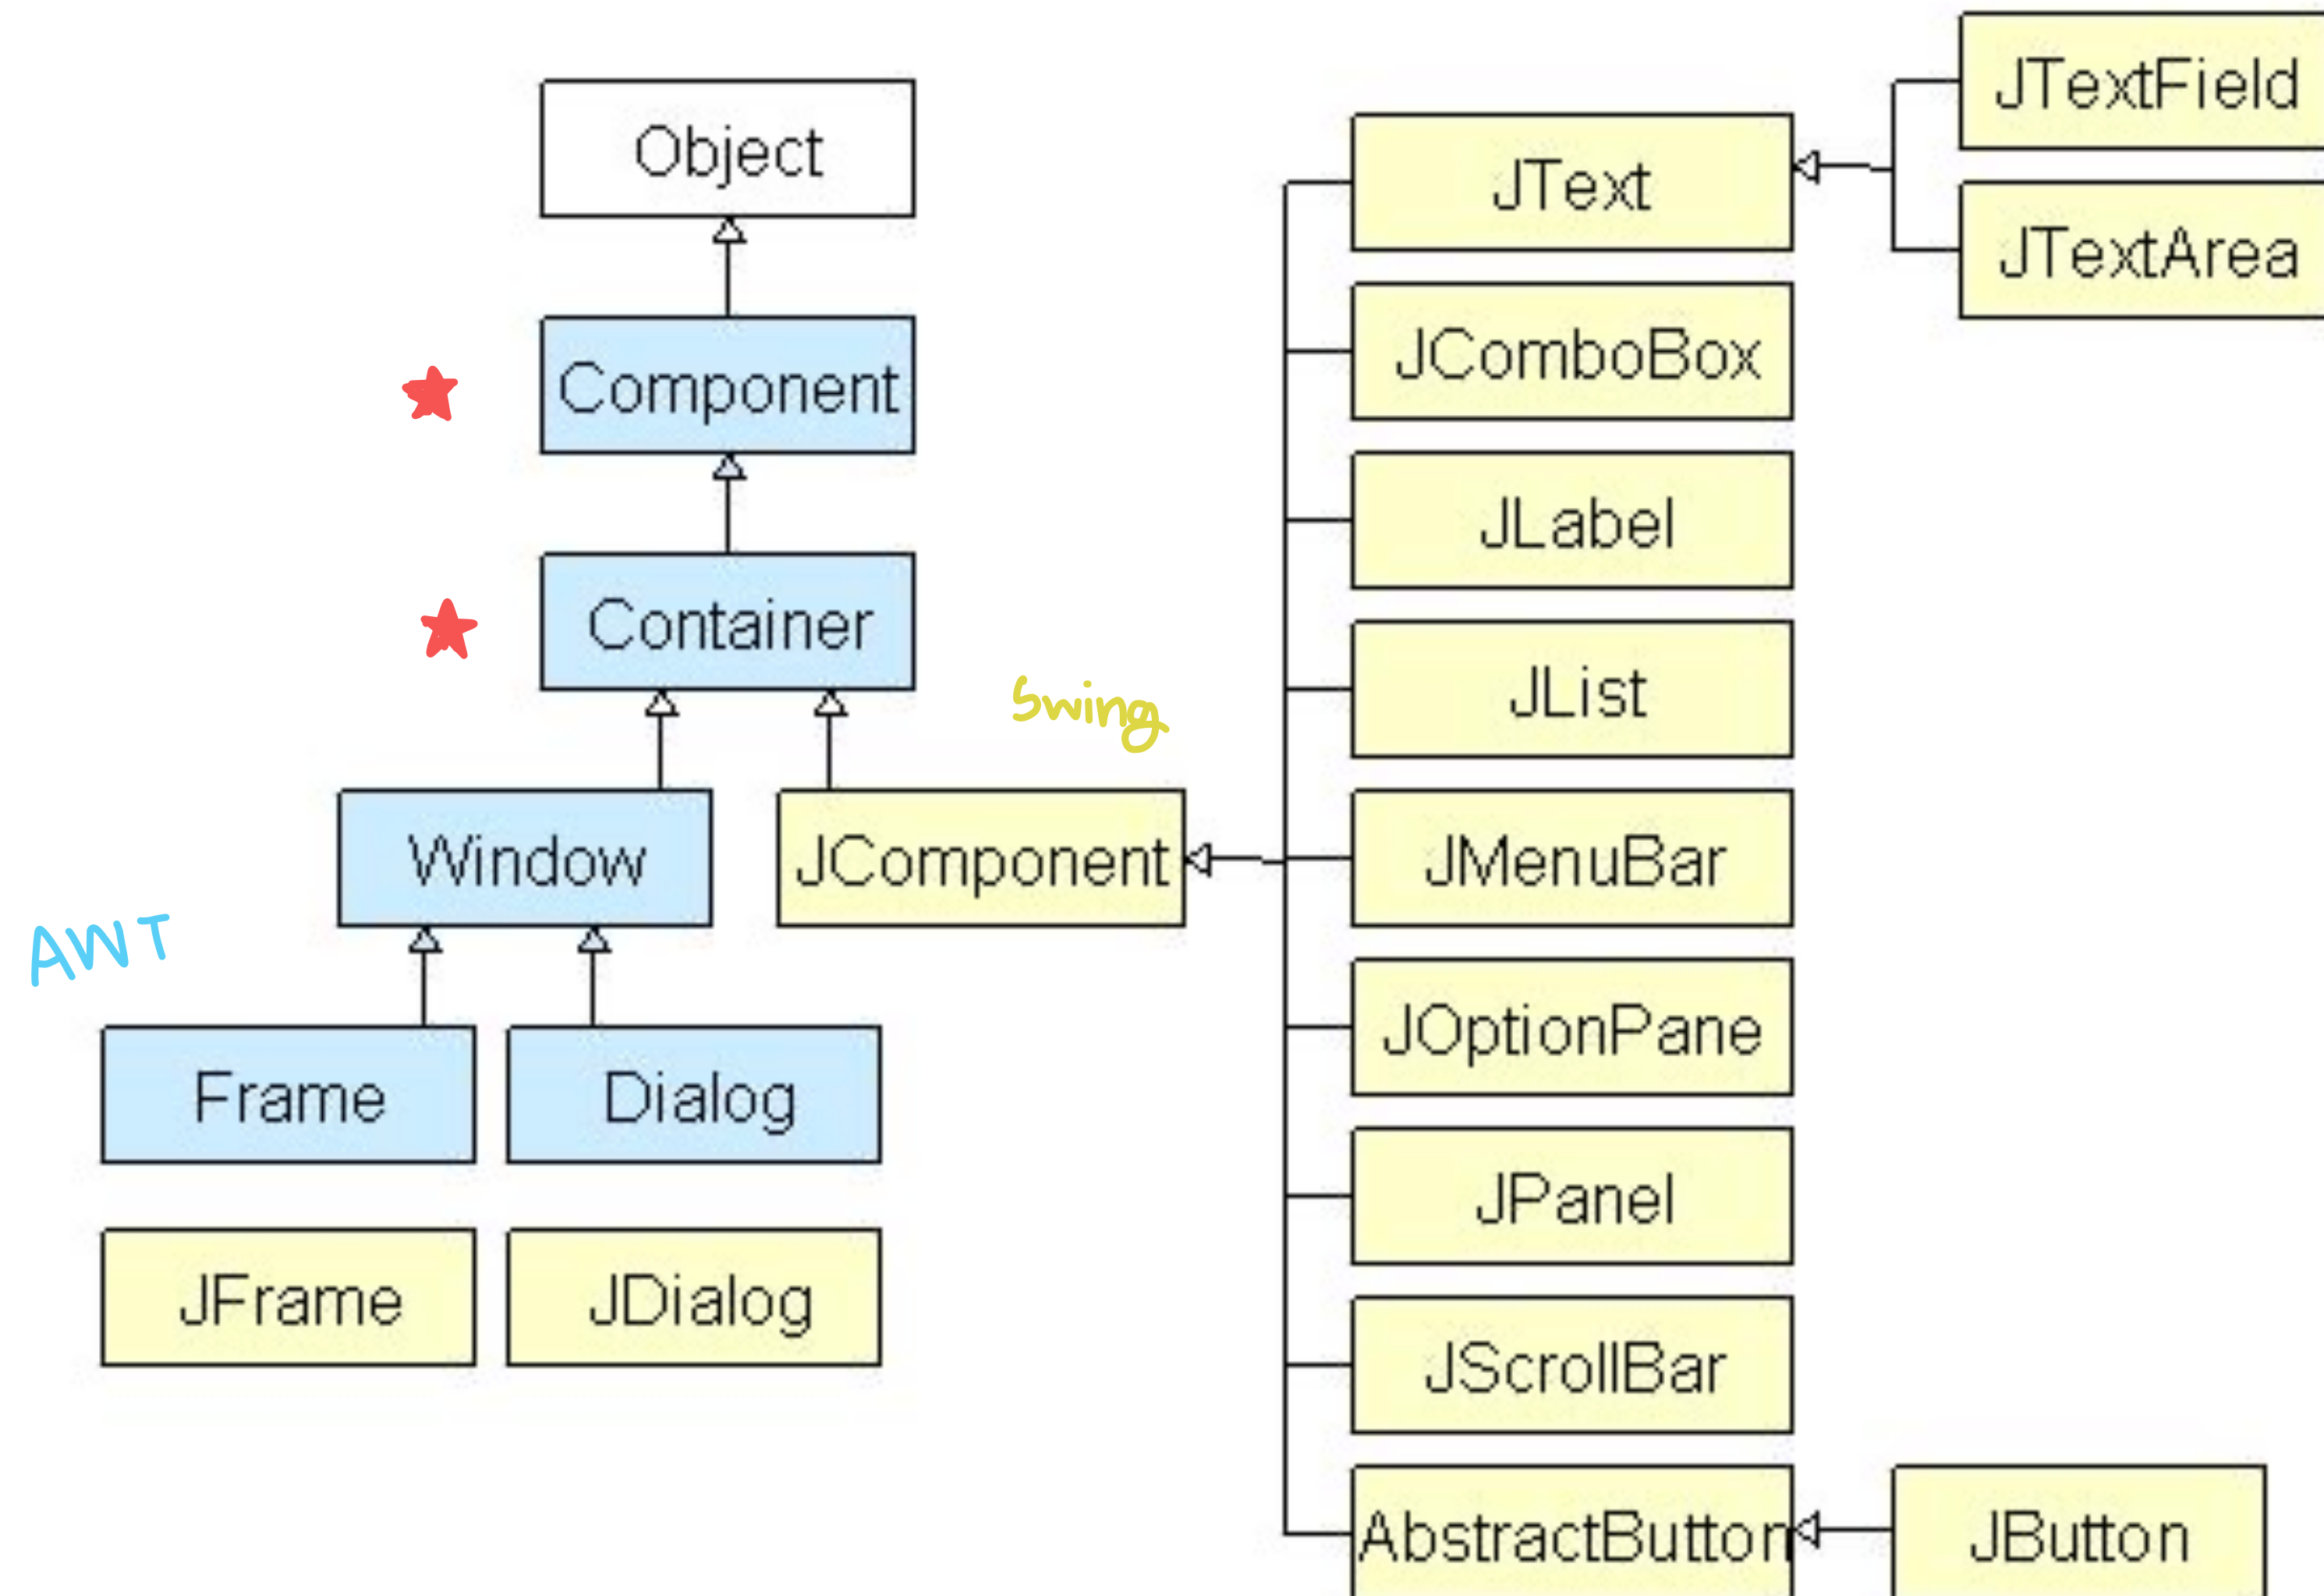 Object
Component
Container
Swing
Window
JComponent
AWT
Frame
Dialog
JFrame
JDialog
JText
JTextField
JTextArea
JComboBox
JLabel
JList
JMenuBar
JOptionPane
JPanel
JScrollBar
AbstractButton
JButton